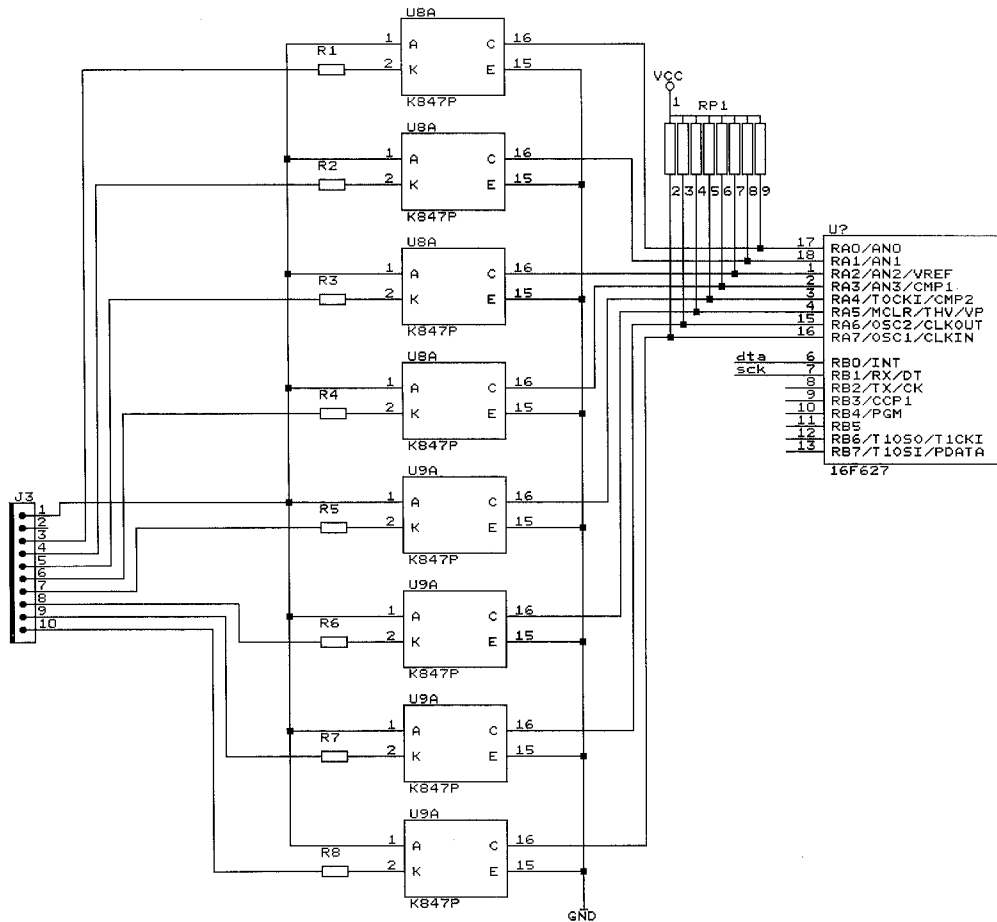 U8A
1 A C 16
R1 2 K E 15
K847P
U8A
1 A C 16
R2 2 K E 15
K847P
U8A
1 A C 16
R3 2 K E 15
K847P
U8A
1 A C 16
R4 2 K E 15
K847P
U9A
1 A C 16
R5 2 K E 15
K847P
U9A
1 A C 16
R6 2 K E 15
K847P
U9A
1 A C 16
R7 2 K E 15
K847P
U9A
1 A C 16
R8 2 K E 15
K847P
GND
J3
1
2
3
4
5
6
7
8
9
10
VCC
1 RP1
2 3 4 5 6 7 8 9
U?
17 RA0/AN0
18 RA1/AN1
1 RA2/AN2/VREF
2 RA3/AN3/CMP1
3 RA4/TOCKI/CMP2
4 RA5/MCLR/THV/VP
15 RA6/OSC2/CLKOUT
16 RA7/OSC1/CLKIN
dta 6 RB0/INT
sck 7 RB1/RX/DT
8 RB2/TX/CK
9 RB3/CCP1
10 RB4/PGM
11 RB5
12 RB6/T1OSO/T1CKI
13 RB7/T1OSI/PDATA
16F627